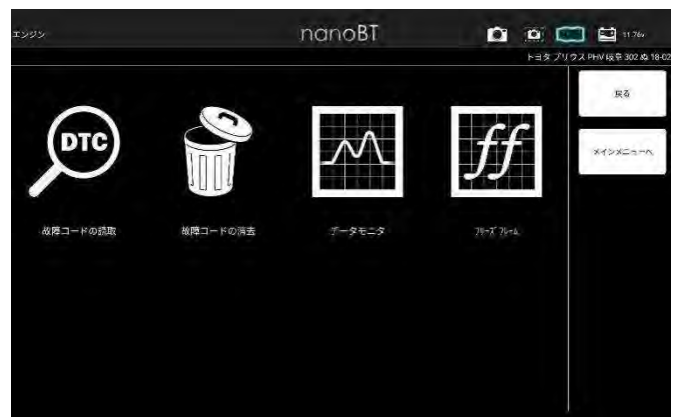 エンジン
nanoBT
11.76v
トヨタ プリウス PHV 岐阜 302 ぬ 18-02
戻る
メインメニューへ
DTC
ff
故障コードの読取
故障コードの消去
データモニタ
フリーズ フレーム